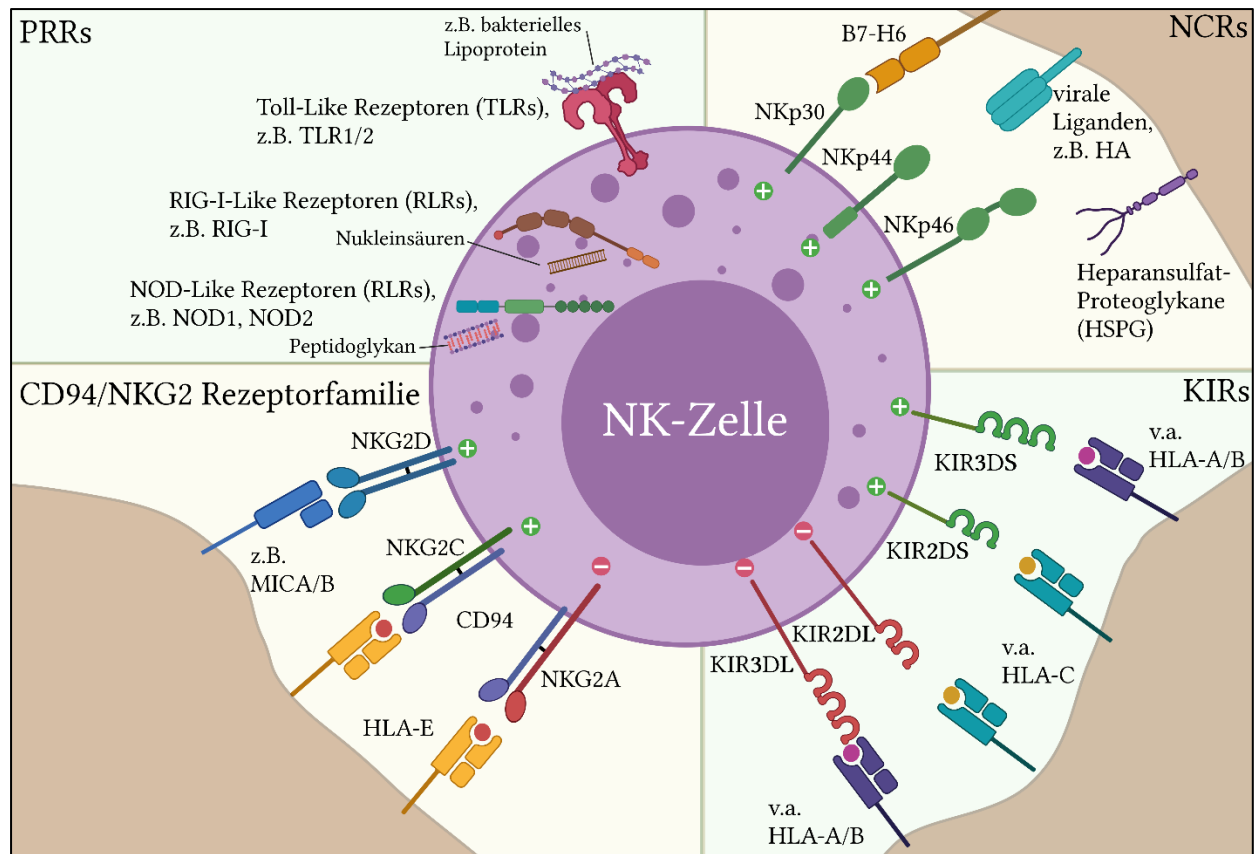 PRRs
z.B. bakterielles
Lipoprotein
Toll-Like Rezeptoren (TLRs),
z.B. TLR1/2
RIG-I-Like Rezeptoren (RLRs),
z.B. RIG-I
Nukleinsäuren
NOD-Like Rezeptoren (RLRs),
z.B. NOD1, NOD2
Peptidoglykan
NCRs
B7-H6
NKp30
virale
Liganden,
z.B. HA
NKp44
NKp46
Heparansulfat-
Proteoglykane
(HSPG)
NK-Zelle
CD94/NKG2 Rezeptorfamilie
NKG2D
z.B.
MICA/B
NKG2C
CD94
NKG2A
HLA-E
KIRs
v.a.
HLA-A/B
KIR3DS
KIR2DS
KIR2DL
v.a.
HLA-C
KIR3DL
v.a.
HLA-A/B